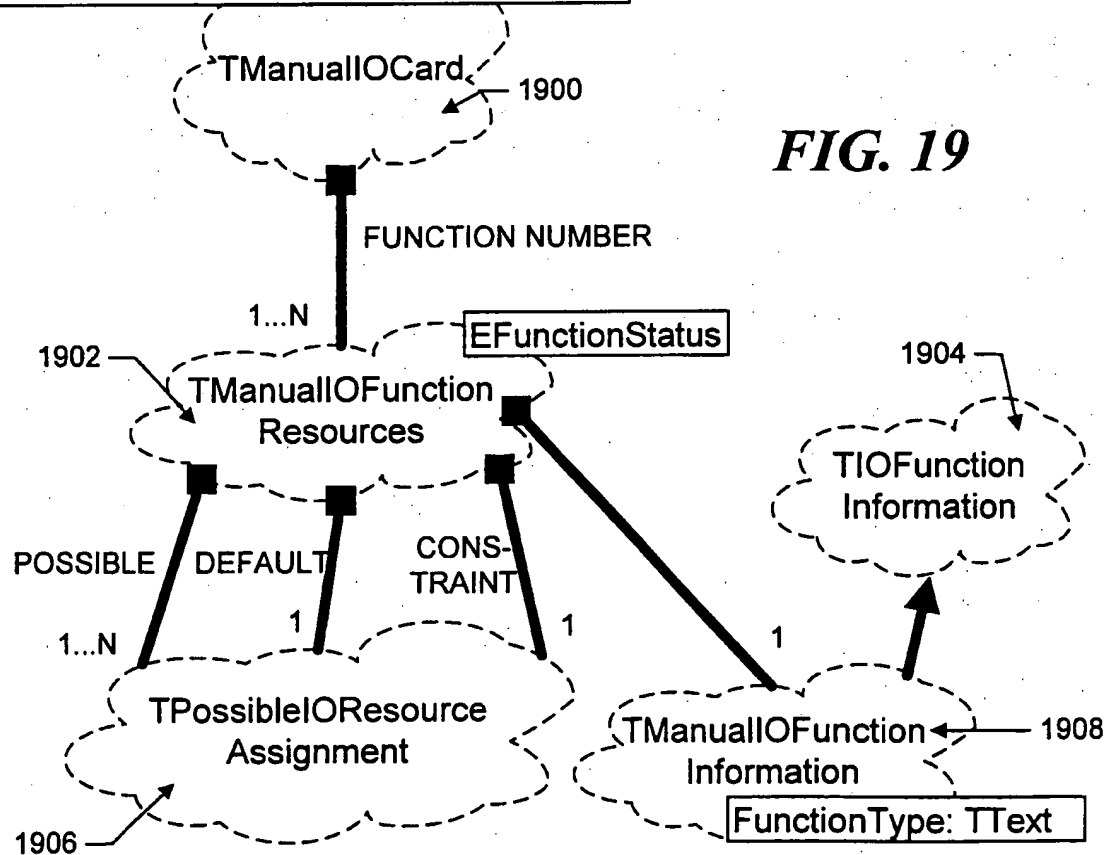 TManualIOCard
1900
FIG. 19
FUNCTION NUMBER
1...N
EFunctionStatus
1902
1904
TManualIOFunction
Resources
TIOFunction
Information
POSSIBLE
DEFAULT
CONS-
TRAINT
1...N
1
1
1
TPossibleIOResource
Assignment
TManualIOFunction
Information
1908
FunctionType: TText
1906